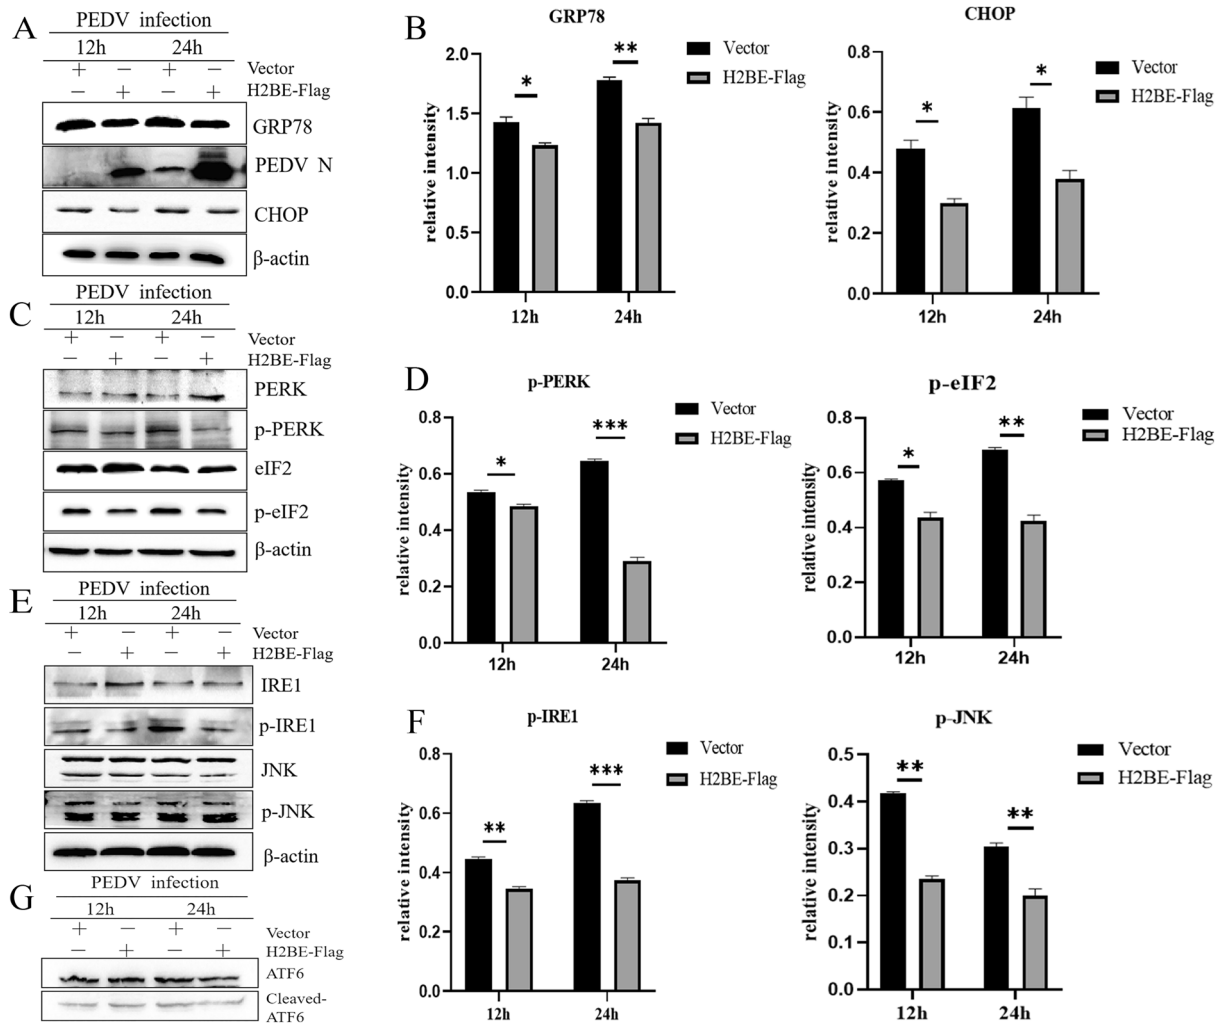 A
PEDV infection
12h 24h
+ − + − Vector
− + − + H2BE-Flag
GRP78
PEDV N
CHOP
β-actin
B
GRP78
** 
*
Vector
H2BE-Flag
relative intensity
2.0
1.5
1.0
0.5
0.0
12h 24h
CHOP
*
*
Vector
H2BE-Flag
relative intensity
0.8
0.6
0.4
0.2
0.0
12h 24h
C
PEDV infection
12h 24h
+ − + − Vector
− + − + H2BE-Flag
PERK
p-PERK
eIF2
p-eIF2
β-actin
D
p-PERK
***
*
Vector
H2BE-Flag
relative intensity
0.8
0.6
0.4
0.2
0.0
12h 24h
p-eIF2
**
*
Vector
H2BE-Flag
relative intensity
0.8
0.6
0.4
0.2
0.0
12h 24h
E
PEDV infection
12h 24h
+ − + − Vector
− + − + H2BE-Flag
IRE1
p-IRE1
JNK
p-JNK
β-actin
F
p-IRE1
***
**
Vector
H2BE-Flag
relative intensity
0.8
0.6
0.4
0.2
0.0
12h 24h
p-JNK
**
**
Vector
H2BE-Flag
relative intensity
0.5
0.4
0.3
0.2
0.1
0.0
12h 24h
G
PEDV infection
12h 24h
+ − + − Vector
− + − + H2BE-Flag
ATF6
Cleaved-
ATF6